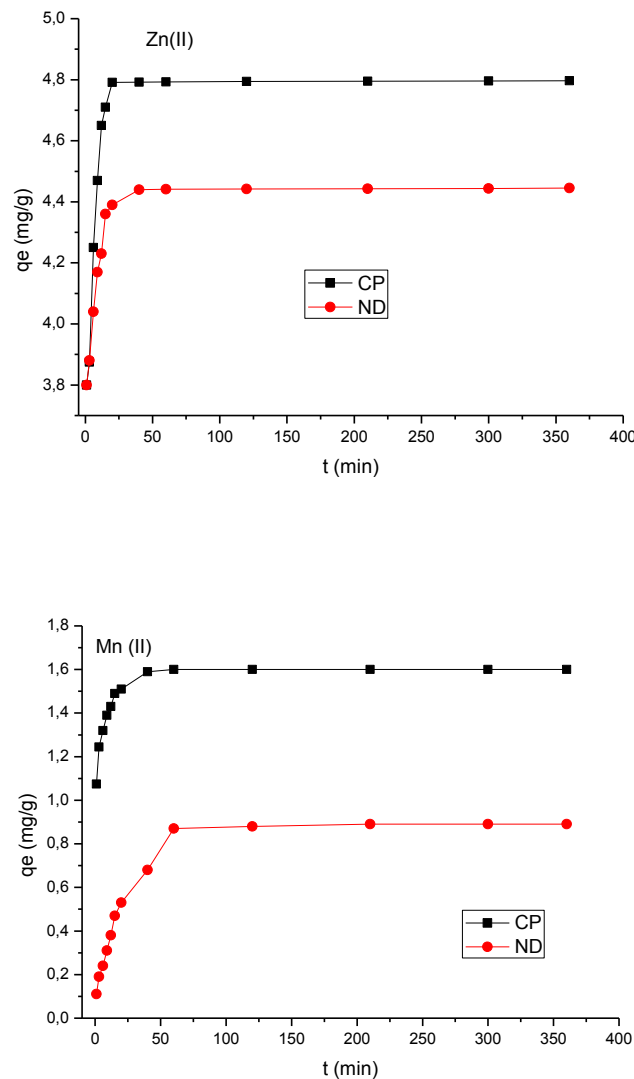 Zn(II)
5,0
4,8
4,6
4,4
4,2
4,0
3,8
qe (mg/g)
CP
ND
0 50 100 150 200 250 300 350 400
t (min)
Mn (II)
1,8
1,6
1,4
1,2
1,0
0,8
0,6
0,4
0,2
0,0
qe (mg/g)
CP
ND
0 50 100 150 200 250 300 350 400
t (min)